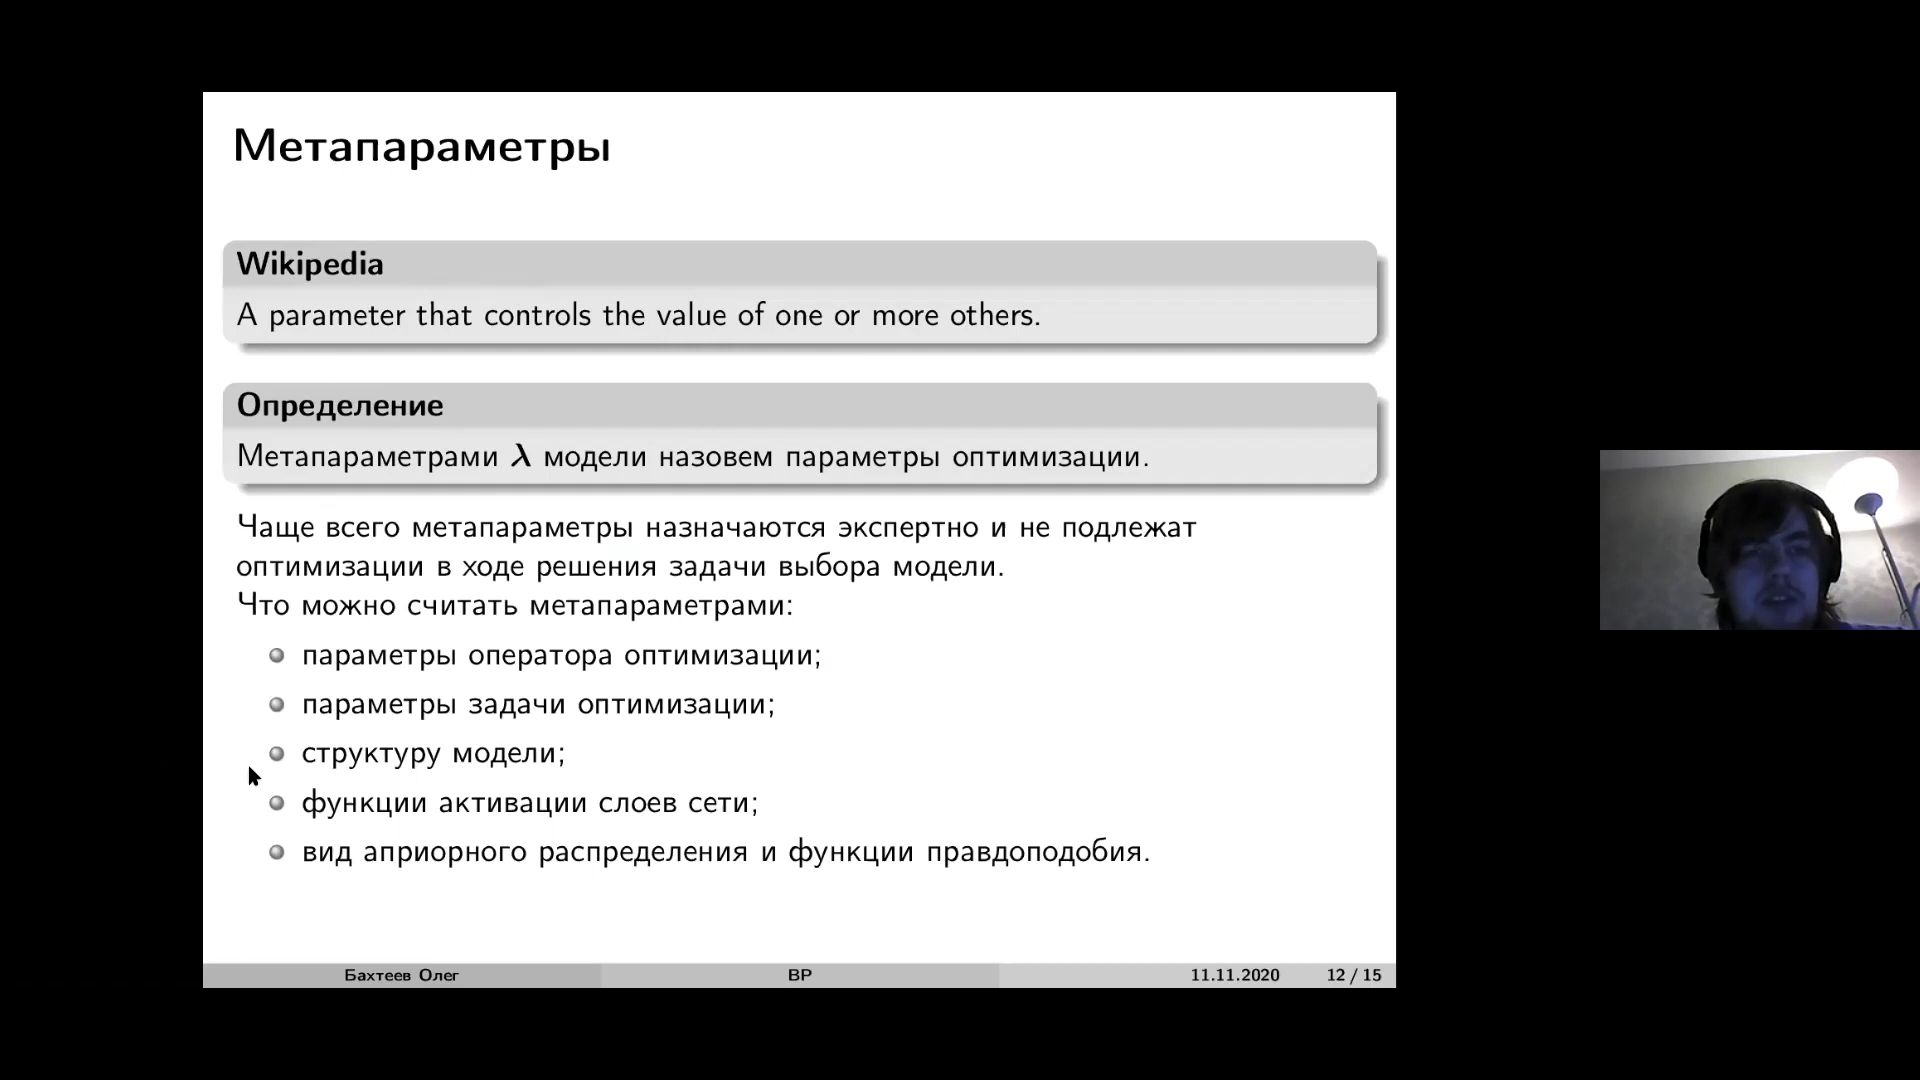 Метапараметры
Wikipedia
A parameter that controls the value of one or more others.
Определение
Метапараметрами λ модели назовем параметры оптимизации.
Чаще всего метапараметры назначаются экспертно и не подлежат
оптимизации в ходе решения задачи выбора модели.
Что можно считать метапараметрами:
параметры оператора оптимизации;
параметры задачи оптимизации;
структуру модели;
функции активации слоев сети;
вид априорного распределения и функции правдоподобия.
Бахтеев Олег ВР 11.11.2020 12 / 15